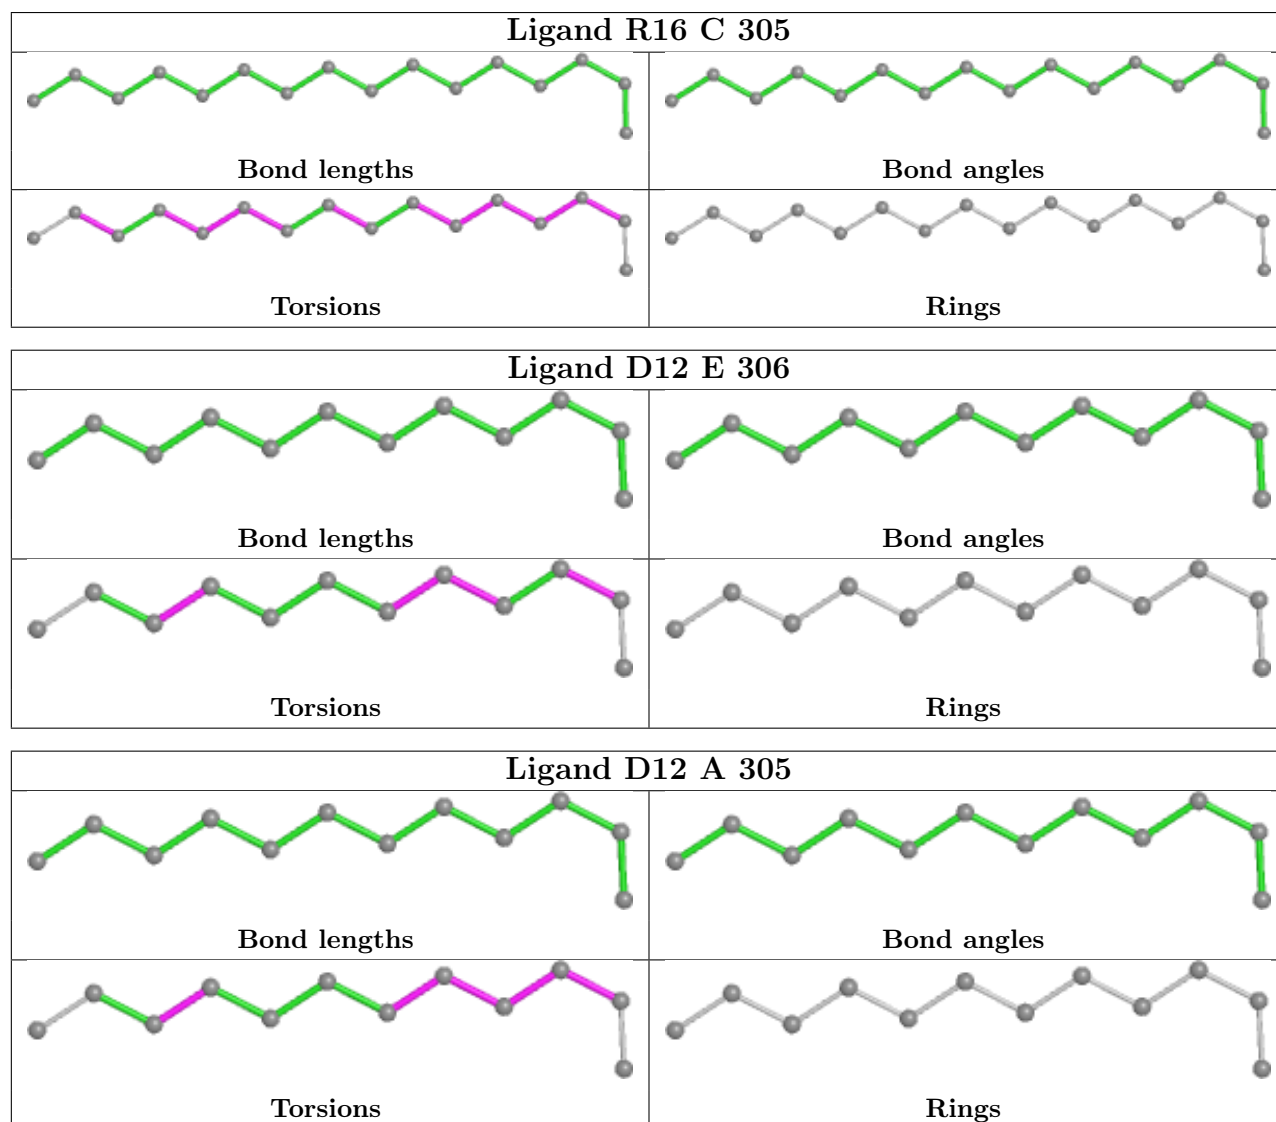 Ligand R16 C 305
Bond lengths
Bond angles
Torsions
Rings
Ligand D12 E 306
Bond lengths
Bond angles
Torsions
Rings
Ligand D12 A 305
Bond lengths
Bond angles
Torsions
Rings